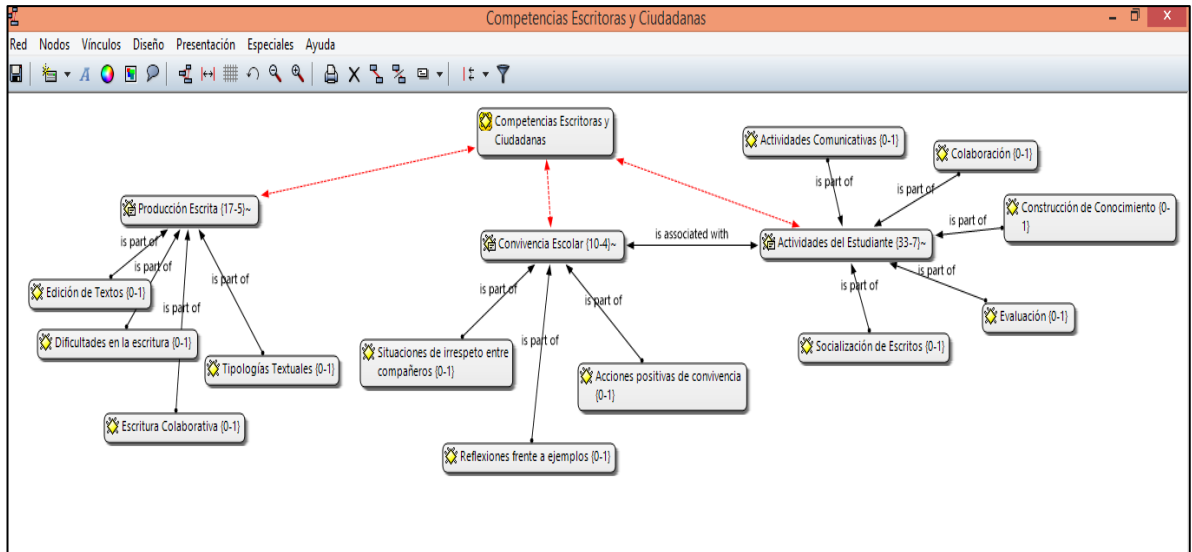 Competencias Escritoras y Ciudadanas
Red Nodos Vínculos Diseño Presentación Especiales Ayuda
Competencias Escritoras y
Ciudadanas
Actividades Comunicativas {0-1}
Colaboración {0-1}
is part of
is part of
Producción Escrita {17-5}~
Construcción de Conocimiento {0-
1}
is part of
Convivencia Escolar {10-4}~
is associated with
Actividades del Estudiante {33-7}~
is part of
is part of
is part of
is part of
Edición de Textos {0-1}
is part of
is part of
is part of
is part of
is part of
Evaluación {0-1}
Dificultades en la escritura {0-1}
Situaciones de irrespeto entre
compañeros {0-1}
is part of
Socialización de Escritos {0-1}
Tipologías Textuales {0-1}
Acciones positivas de convivencia
{0-1}
Escritura Colaborativa {0-1}
Reflexiones frente a ejemplos {0-1}